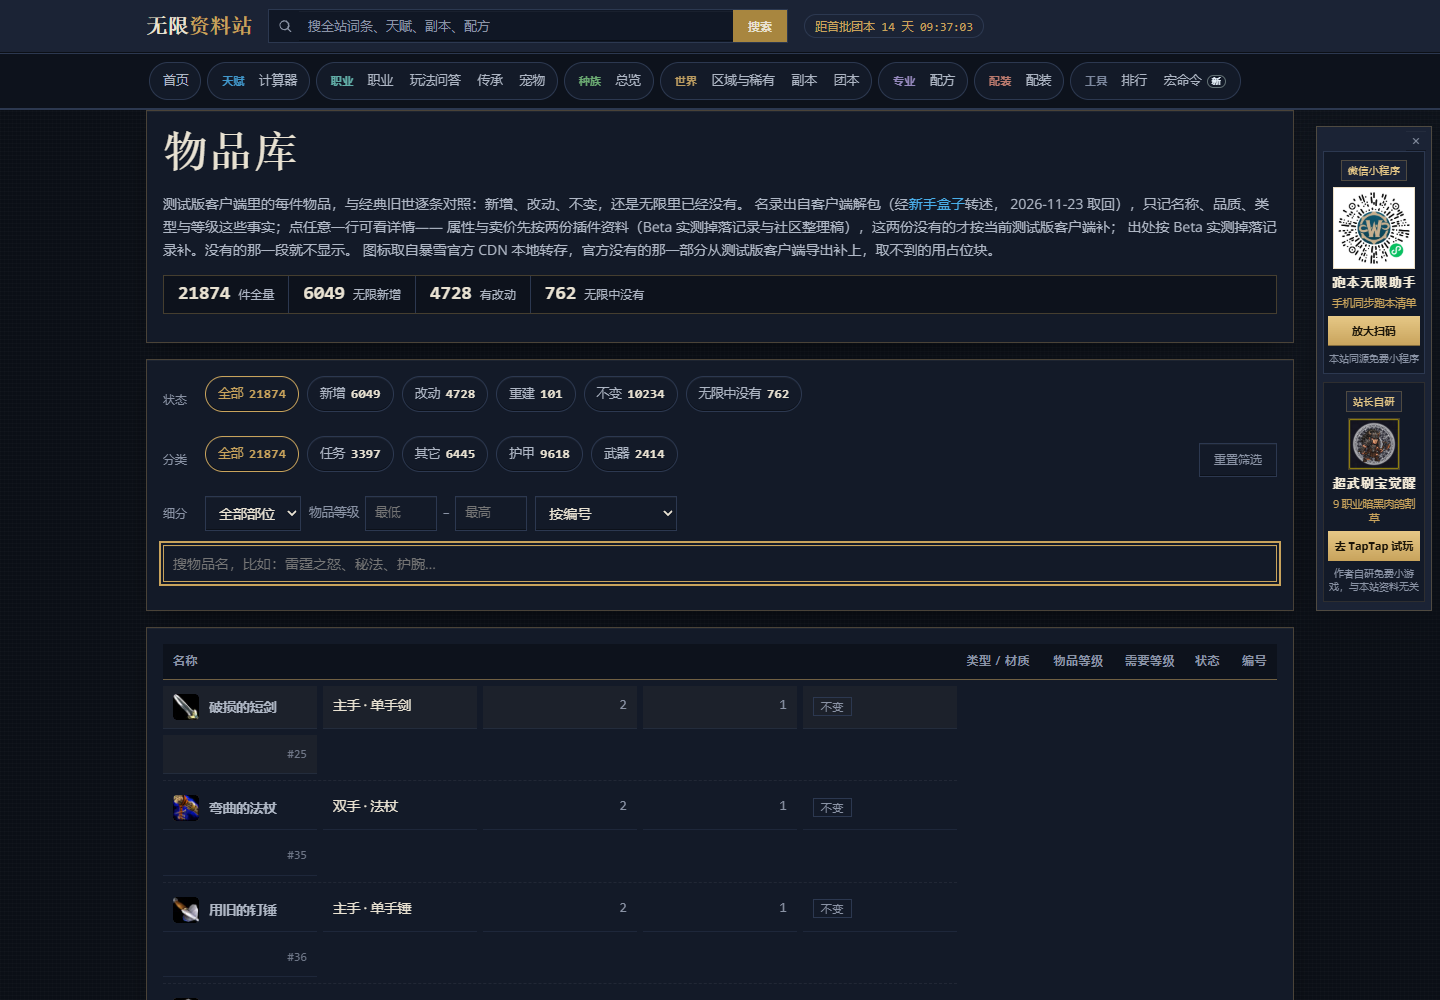 无限资料站
搜全站词条、天赋、副本、配方
搜索
距首批团本 14 天 09:37:03
首页 天赋 计算器 职业 职业 玩法问答 传承 宠物 种族 总览 世界 区域与稀有 副本 团本 专业 配方 配装 配装 工具 排行 宏命令 新
物品库
测试版客户端里的每件物品，与经典旧世逐条对照：新增、改动、不变，还是无限里已经没有。 名录出自客户端解包（经新手盒子转述， 2026-11-23 取回），只记名称、品质、类
型与等级这些事实；点任意一行可看详情—— 属性与卖价先按两份插件资料（Beta 实测掉落记录与社区整理稿），这两份没有的才按当前测试版客户端补； 出处按 Beta 实测掉落记
录补。没有的那一段就不显示。 图标取自暴雪官方 CDN 本地转存，官方没有的那一部分从测试版客户端导出补上，取不到的用占位块。
21874 件全量 6049 无限新增 4728 有改动 762 无限中没有
状态 全部 21874 新增 6049 改动 4728 重建 101 不变 10234 无限中没有 762
分类 全部 21874 任务 3397 其它 6445 护甲 9618 武器 2414 重置筛选
细分 全部部位 物品等级 最低 – 最高 按编号
搜物品名，比如：雷霆之怒、秘法、护腕…
名称 类型 / 材质 物品等级 需要等级 状态 编号
破损的短剑 主手 · 单手剑 2 1 不变
#25
弯曲的法杖 双手 · 法杖 2 1 不变
#35
用旧的钉锤 主手 · 单手锤 2 1 不变
#36
×
微信小程序
跑本无限助手
手机同步跑本清单
放大扫码
本站同源免费小程序
站长自研
超武刷宝觉醒
9 职业暗黑肉鸽割
草
去 TapTap 试玩
作者自研免费小游
戏，与本站资料无关